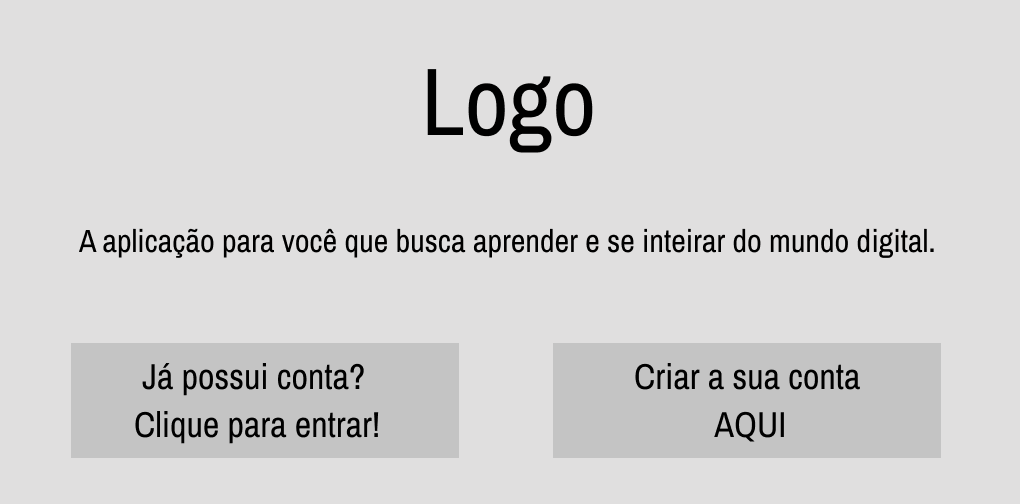 Logo
A aplicação para você que busca aprender e se inteirar do mundo digital.
Já possui conta?
Clique para entrar!
Criar a sua conta
AQUI